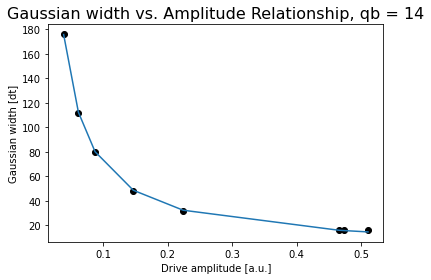 Gaussian width vs. Amplitude Relationship, qb = 14
Gaussian width [dt]
180
160
140
120
100
80
60
40
20
0.1 0.2 0.3 0.4 0.5
Drive amplitude [a.u.]